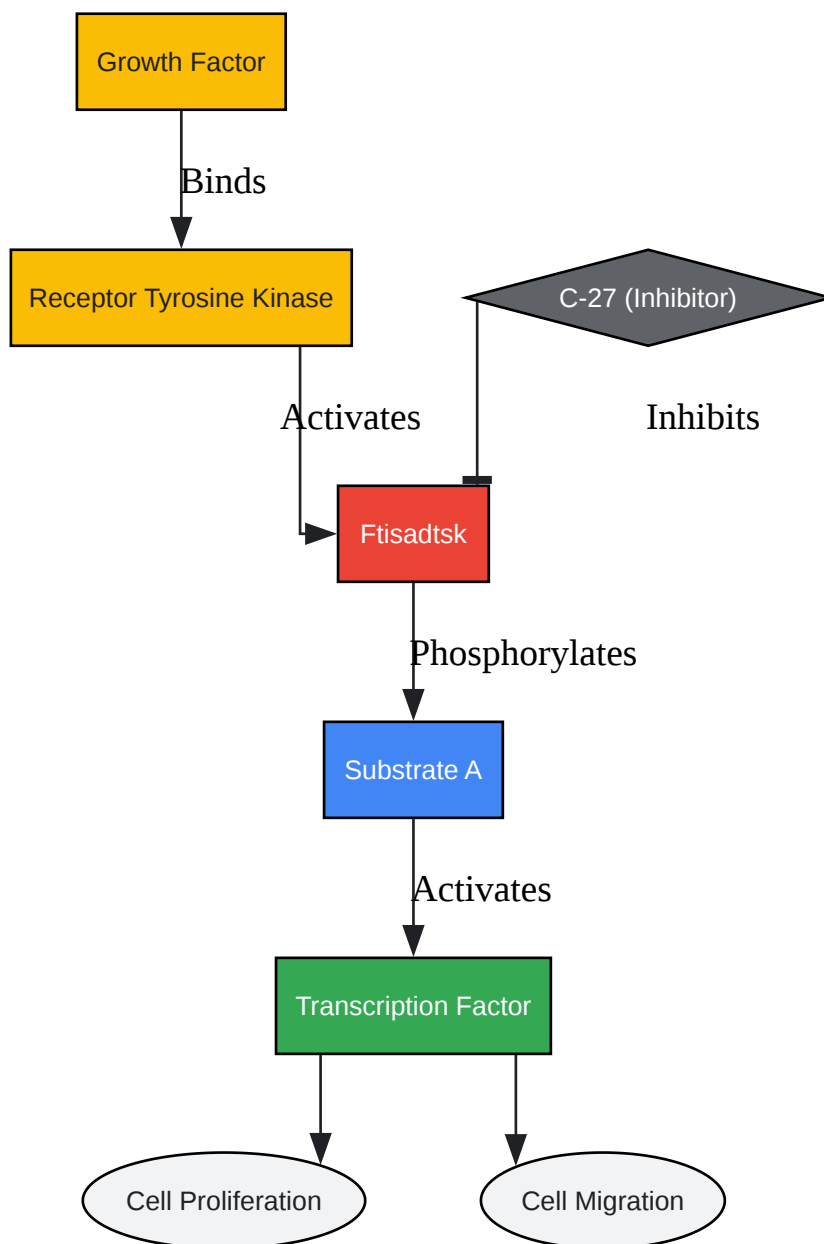 Growth Factor
Binds
Receptor Tyrosine Kinase
C-27 (Inhibitor)
Activates
Inhibits
Ftisadtsk
Phosphorylates
Substrate A
Activates
Transcription Factor
Cell Proliferation
Cell Migration